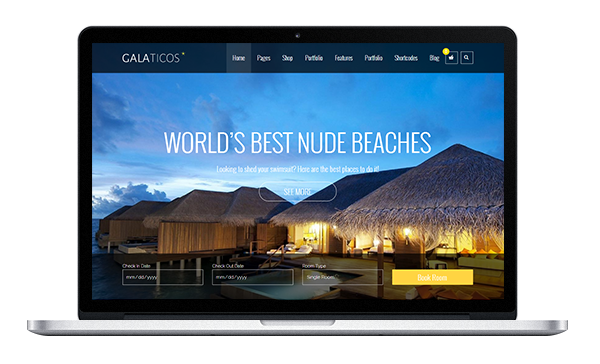 GALATICOS*
Home Pages Shop Portfolio Features Portfolio Shortcodes Blog
WORLD'S BEST NUDE BEACHES
Looking to shed your swimsuit? Here are the best places to do it!
SEE MORE
Check In Date Check Out Date Room Type
mm/dd/yyyy mm/dd/yyyy Single Room Book Room